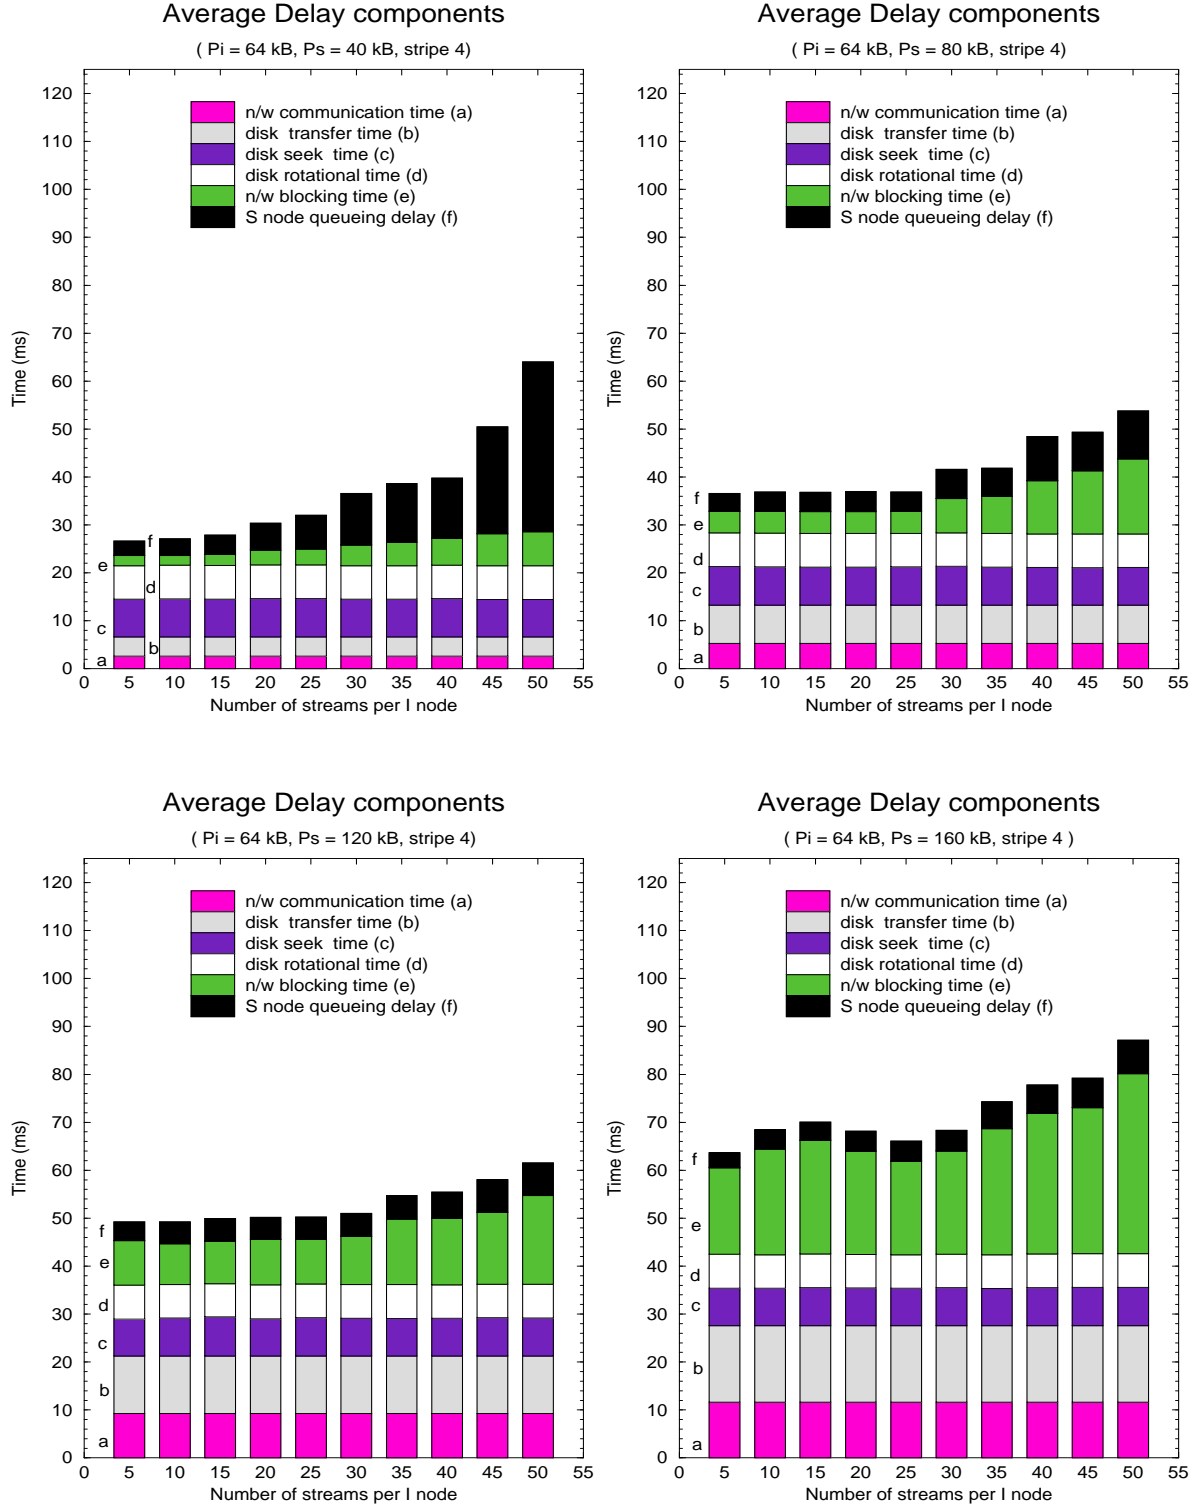 Average Delay components
( Pi = 64 kB, Ps = 40 kB, stripe 4)
120
110
100
90
80
70
60
50
40
30
20
10
0
Time (ms)
n/w communication time (a)
disk transfer time (b)
disk seek time (c)
disk rotational time (d)
n/w blocking time (e)
S node queueing delay (f)
f
e
d
c
b
a
0 5 10 15 20 25 30 35 40 45 50 55
Number of streams per I node
Average Delay components
( Pi = 64 kB, Ps = 80 kB, stripe 4)
120
110
100
90
80
70
60
50
40
30
20
10
0
Time (ms)
n/w communication time (a)
disk transfer time (b)
disk seek time (c)
disk rotational time (d)
n/w blocking time (e)
S node queueing delay (f)
f
e
d
c
b
a
0 5 10 15 20 25 30 35 40 45 50 55
Number of streams per I node
Average Delay components
( Pi = 64 kB, Ps = 120 kB, stripe 4)
120
110
100
90
80
70
60
50
40
30
20
10
0
Time (ms)
n/w communication time (a)
disk transfer time (b)
disk seek time (c)
disk rotational time (d)
n/w blocking time (e)
S node queueing delay (f)
f
e
d
c
b
a
0 5 10 15 20 25 30 35 40 45 50 55
Number of streams per I node
Average Delay components
( Pi = 64 kB, Ps = 160 kB, stripe 4 )
120
110
100
90
80
70
60
50
40
30
20
10
0
Time (ms)
n/w communication time (a)
disk transfer time (b)
disk seek time (c)
disk rotational time (d)
n/w blocking time (e)
S node queueing delay (f)
f
e
d
c
b
a
0 5 10 15 20 25 30 35 40 45 50 55
Number of streams per I node